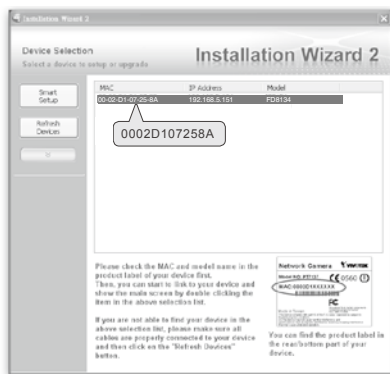 Installation Wizard 2
Device Selection
Select a device to setup or upgrade
Installation Wizard 2
Smart
Setup
Refresh
Devices
MAC IP Address Model
00-02-D1-07-25-8A 192.168.5.151 FD8134
0002D107258A
Please check the MAC and model name in the
product label of your device first.
Then, you can start to link to your device and
show the main screen by double clicking the
item in the above selection list.
If you are not able to find your device in the
above selection list, please make sure all
cables are properly connected to your device
and then click on the "Refresh Devices"
button.
Network Camera VIVOTEK
CE 0560
MAC:0002D1XXXXXX
FC
You can find the product label in
the rear/bottom part of your
device.